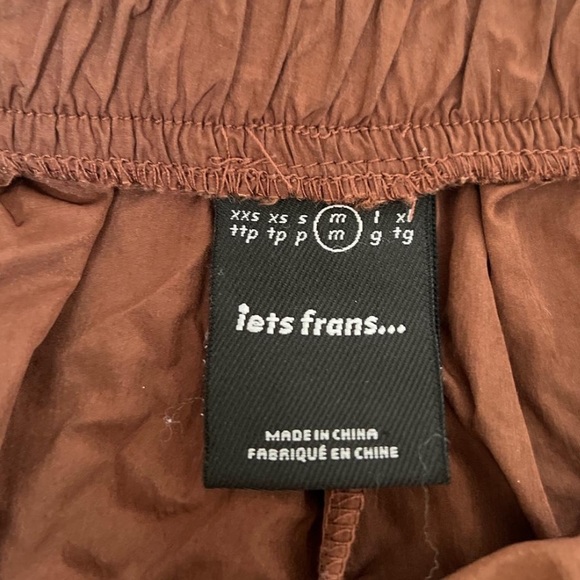 xxs xs s m l xl
ttp tp p m g tg
iets frans...
MADE IN CHINA
FABRIQUÉ EN CHINE